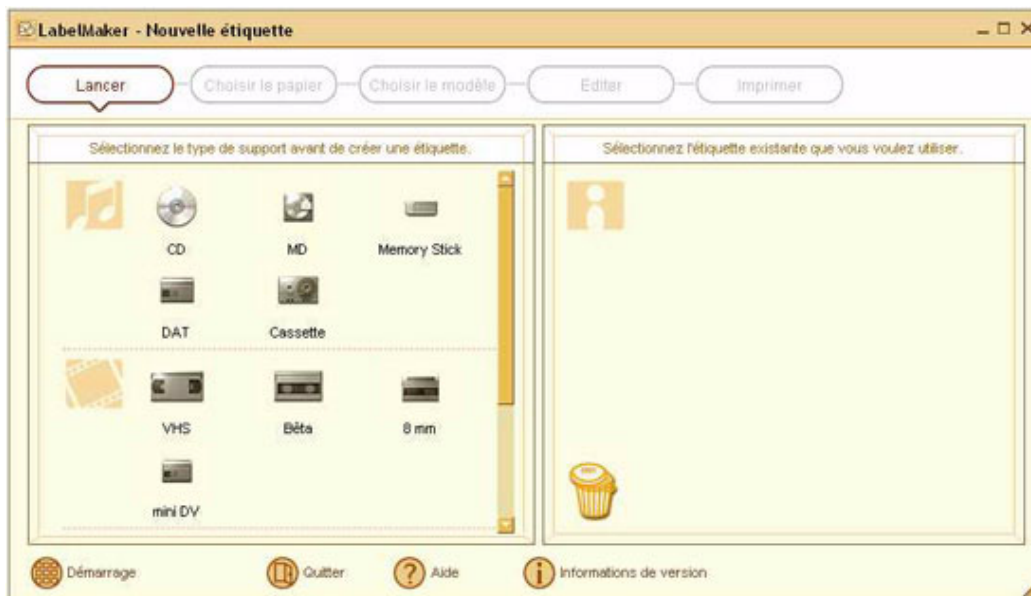 LabelMaker - Nouvelle étiquette
Lancer Choisir le papier Choisir le modèle Editer Imprimer
Sélectionnez le type de support avant de créer une étiquette.
CD MD Memory Stick
DAT Cassette
VHS Bêta 8 mm
mini DV
Sélectionnez l'étiquette existante que vous voulez utiliser.
Démarrage Quitter Aide Informations de version